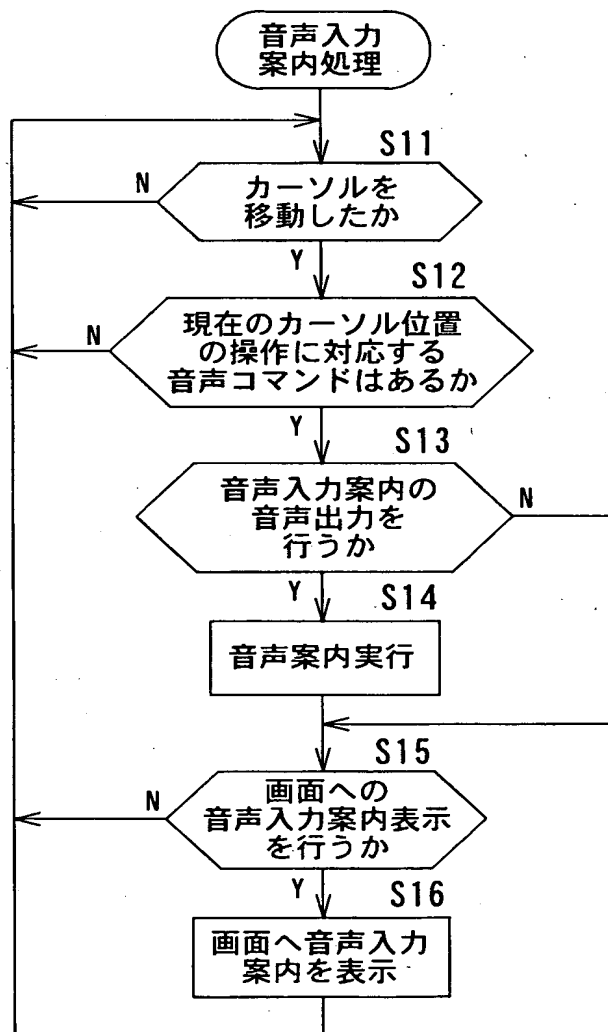 音声入力
案内処理
S11
N
カーソルを
移動したか
Y
S12
N
現在のカーソル位置
の操作に対応する
音声コマンドはあるか
Y
S13
音声入力案内の
音声出力を
行うか
N
Y
S14
音声案内実行
S15
N
画面への
音声入力案内表示
を行うか
Y
S16
画面へ音声入力
案内を表示